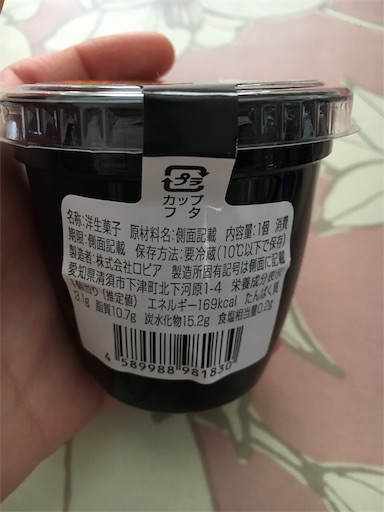 プラ
カップ
フタ
名称:洋生菓子 原材料名:側面記載 内容量:1個 消費
期限:側面記載 保存方法:要冷蔵(10℃以下で保存)
製造者:株式会社ロピア 製造所固有記号は側面に記載
愛知県清須市下津町北下河原1-4 栄養成分表示
1個当り(推定値) エネルギー169kcal たんぱく質
3.1g 脂質10.7g 炭水化物15.2g 食塩相当量0.2g
4 589988 981830